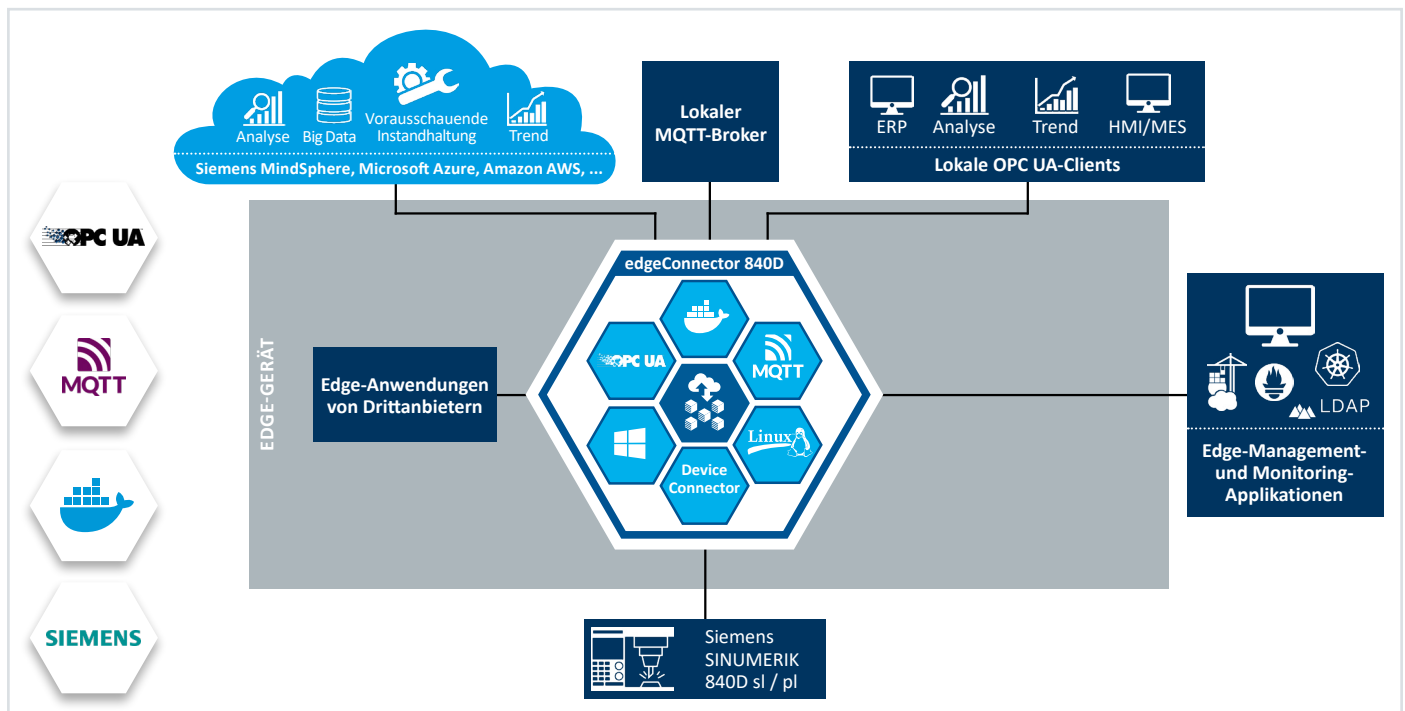 Analyse
Big Data
Vorausschauende
Instandhaltung
Trend
Siemens MindSphere, Microsoft Azure, Amazon AWS, ...
Lokaler
MQTT-Broker
ERP
Analyse
Trend
HMI/MES
Lokale OPC UA-Clients
OPC UA
MQTT
SIEMENS
EDGE-GERÄT
Edge-Anwendungen
von Drittanbietern
edgeConnector 840D
OPC UA
MQTT
Linux
Device
Connector
LDAP
Edge-Management-
und Monitoring-
Applikationen
Siemens
SINUMERIK
840D sl / pl